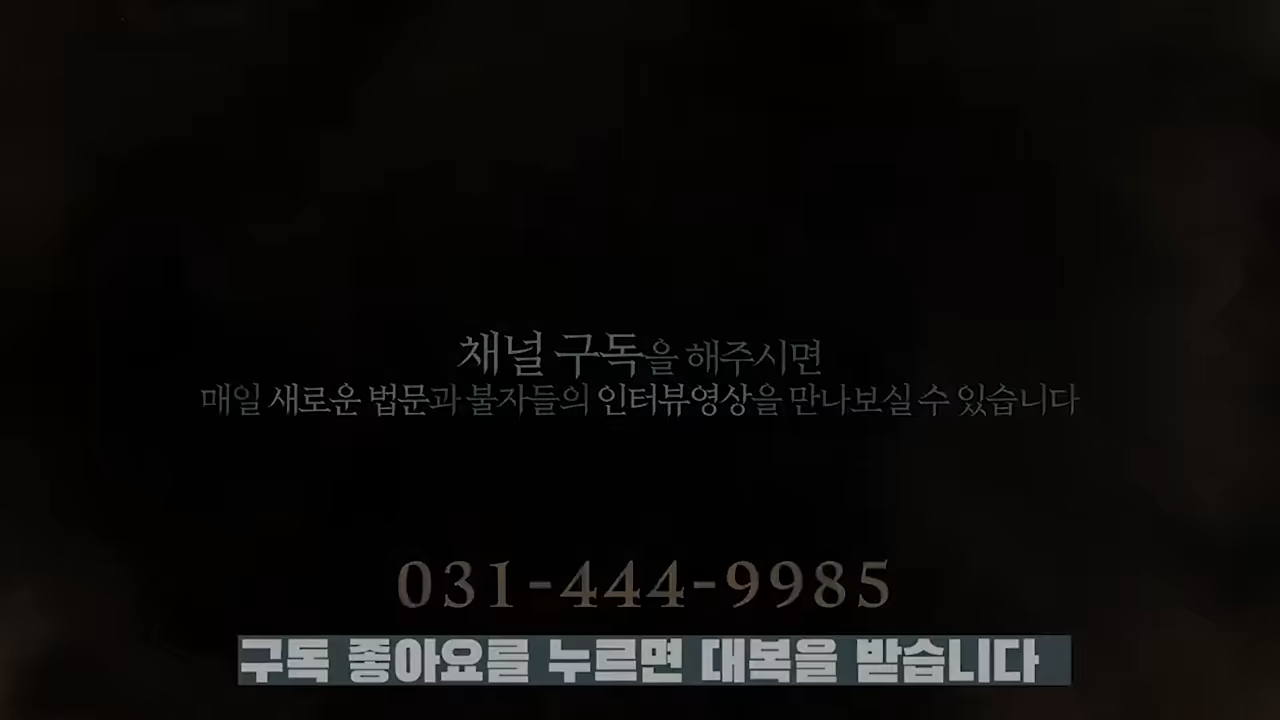 채널 구독을 해주시면
매일 새로운 법문과 불자들의 인터뷰영상을 만나보실 수 있습니다
031-444-9985
구독 좋아요를 누르면 대복을 받습니다